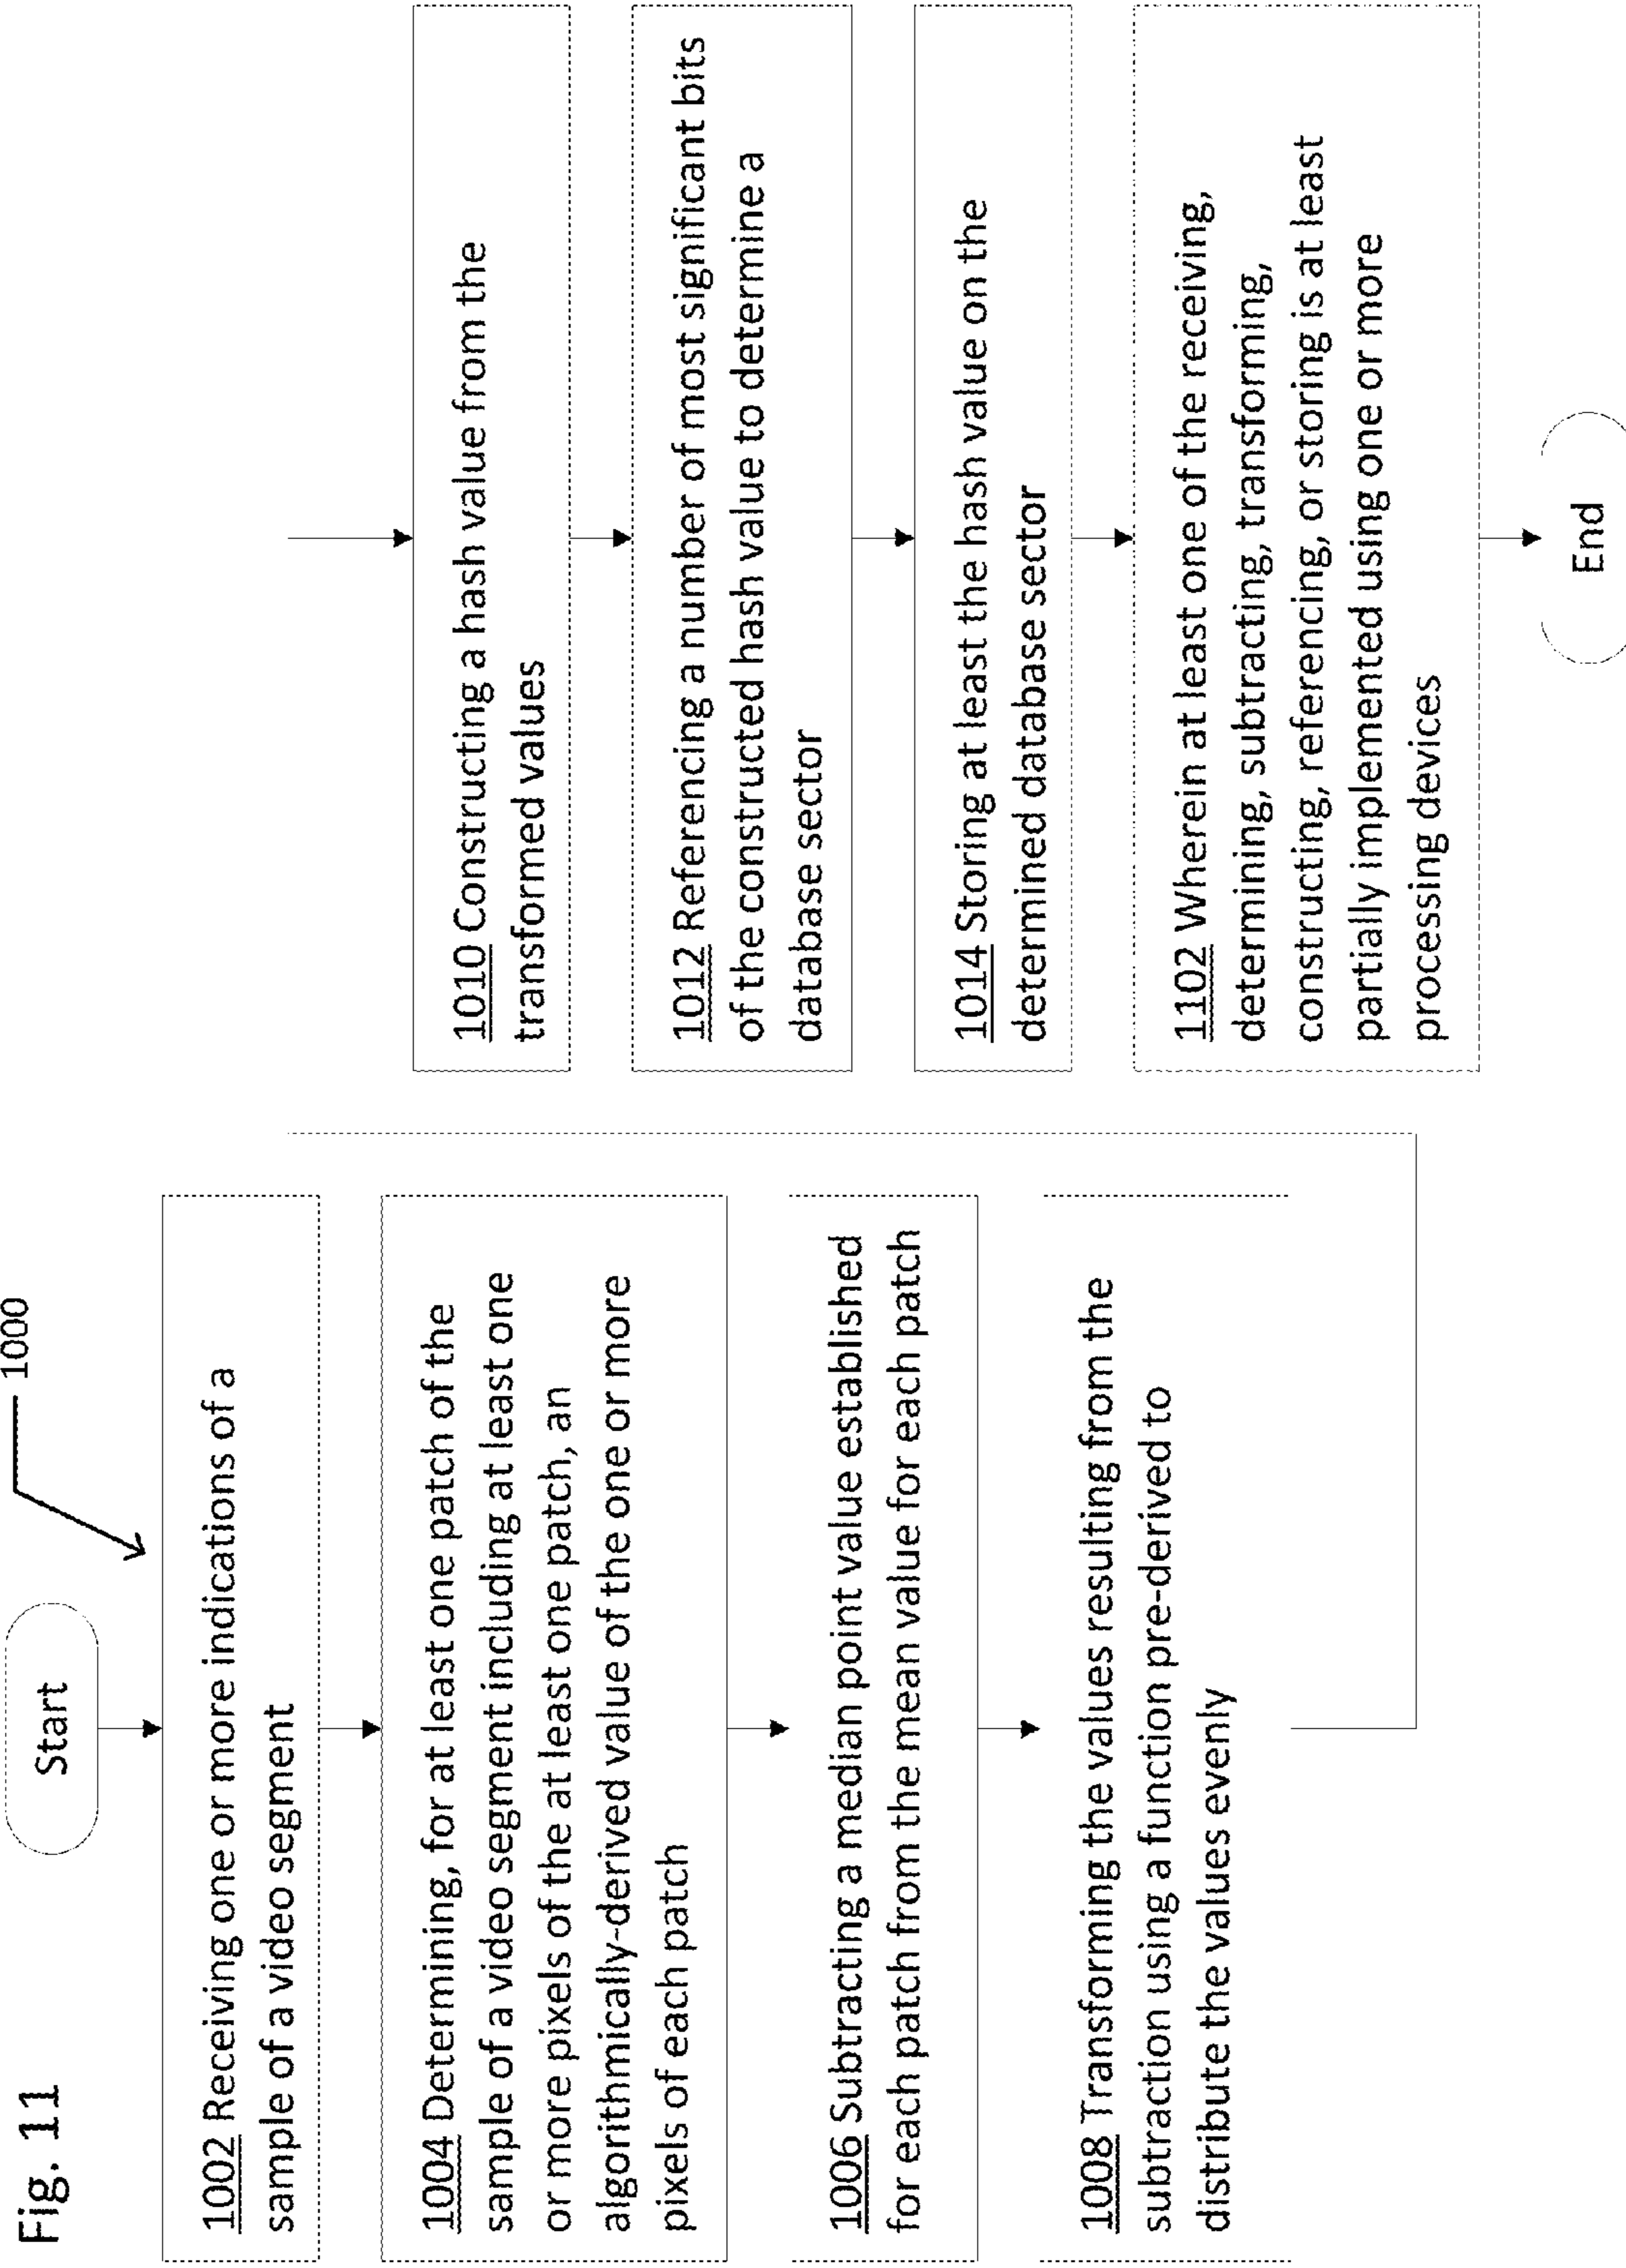 Fig. 11
1000
Start
1002 Receiving one or more indications of a
sample of a video segment
1004 Determining, for at least one patch of the
sample of a video segment including at least one
or more pixels of the at least one patch, an
algorithmically-derived value of the one or more
pixels of each patch
1006 Subtracting a median point value established
for each patch from the mean value for each patch
1008 Transforming the values resulting from the
subtraction using a function pre-derived to
distribute the values evenly
1010 Constructing a hash value from the
transformed values
1012 Referencing a number of most significant bits
of the constructed hash value to determine a
database sector
1014 Storing at least the hash value on the
determined database sector
1102 Wherein at least one of the receiving,
determining, subtracting, transforming,
constructing, referencing, or storing is at least
partially implemented using one or more
processing devices
End